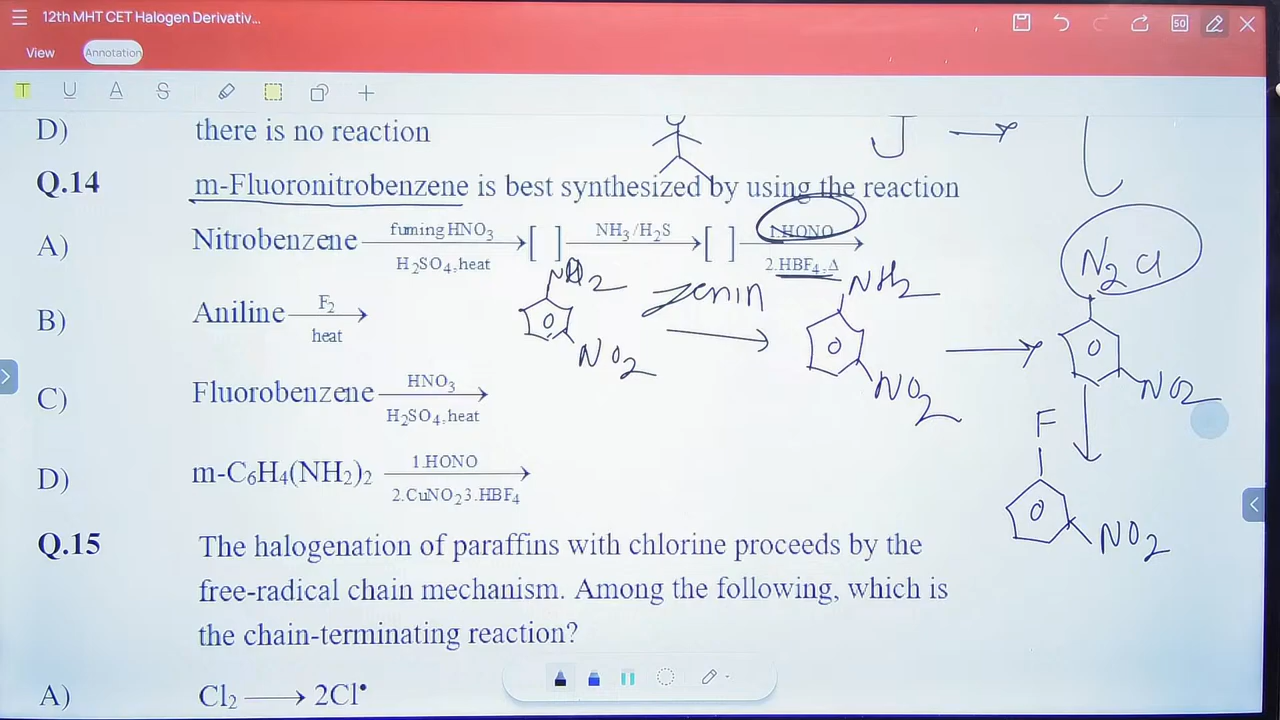 12th MHT CET Halogen Derivativ...
50
View Annotation
T U A S
D) there is no reaction
Q.14 m-Fluoronitrobenzene is best synthesized by using the reaction
A) Nitrobenzene fuming HNO3 H2SO4,heat [ ] NH3/H2S [ ] 1.HONO 2.HBF4,Δ
B) Aniline F2 heat
C) Fluorobenzene HNO3 H2SO4,heat
D) m-C6H4(NH2)2 1.HONO 2.CuNO2 3.HBF4
NO2
zenin
NH2
N2Cl
NO2
NO2
NO2
F
NO2
Q.15 The halogenation of paraffins with chlorine proceeds by the
free-radical chain mechanism. Among the following, which is
the chain-terminating reaction?
A) Cl2 ⟶ 2Cl•